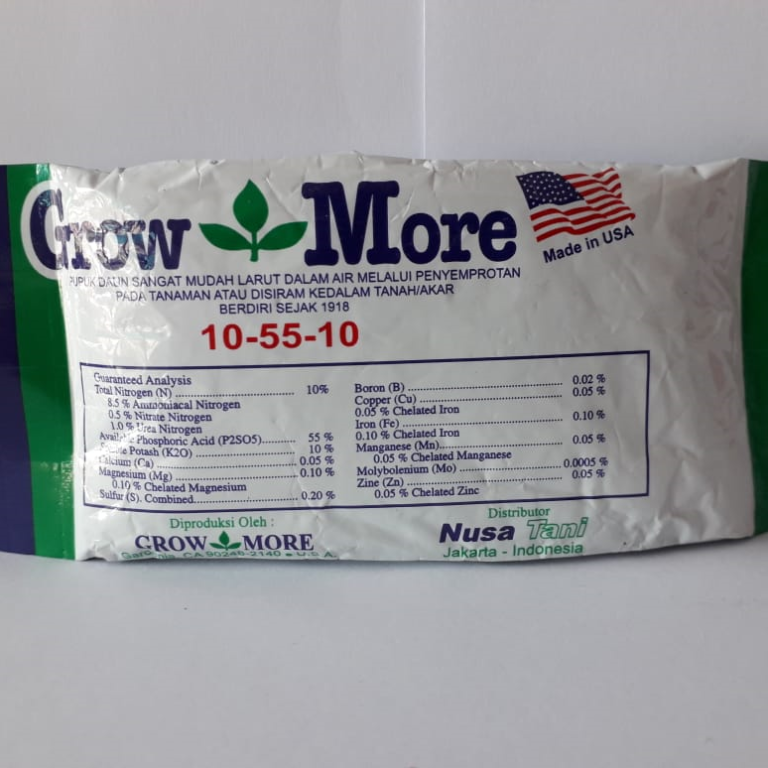 Grow More
Made in USA
PUPUK DAUN SANGAT MUDAH LARUT DALAM AIR MELALUI PENYEMPROTAN
PADA TANAMAN ATAU DISIRAM KEDALAM TANAH/AKAR
BERDIRI SEJAK 1918
10-55-10
Guaranteed Analysis
Total Nitrogen (N) ........................ 10%
8.5 % Ammoniacal Nitrogen
0.5 % Nitrate Nitrogen
1.0 % Urea Nitrogen
Phosphoric Acid (P2SO5).......... 55 %
Potash (K2O) ........................ 10 %
Calcium (Ca) ........................ 0.05 %
Magnesium (Mg) ........................ 0.10 %
0.10 % Chelated Magnesium
Sulfur (S). Combined........................ 0.20 %
Boron (B) ........................ 0.02 %
Copper (Cu) ........................ 0.05 %
0.05 % Chelated Iron
Iron (Fe) ........................ 0.10 %
0.10 % Chelated Iron
Manganese (Mn)........................ 0.05 %
0.05 % Chelated Manganese
Molybolenium (Mo) ........................ 0.0005 %
Zine (Zn) ........................ 0.05 %
0.05 % Chelated Zinc
Diproduksi Oleh :
GROW MORE
CA 90248-2140 • U.S.A.
Distributor
Nusa Tani
Jakarta - Indonesia